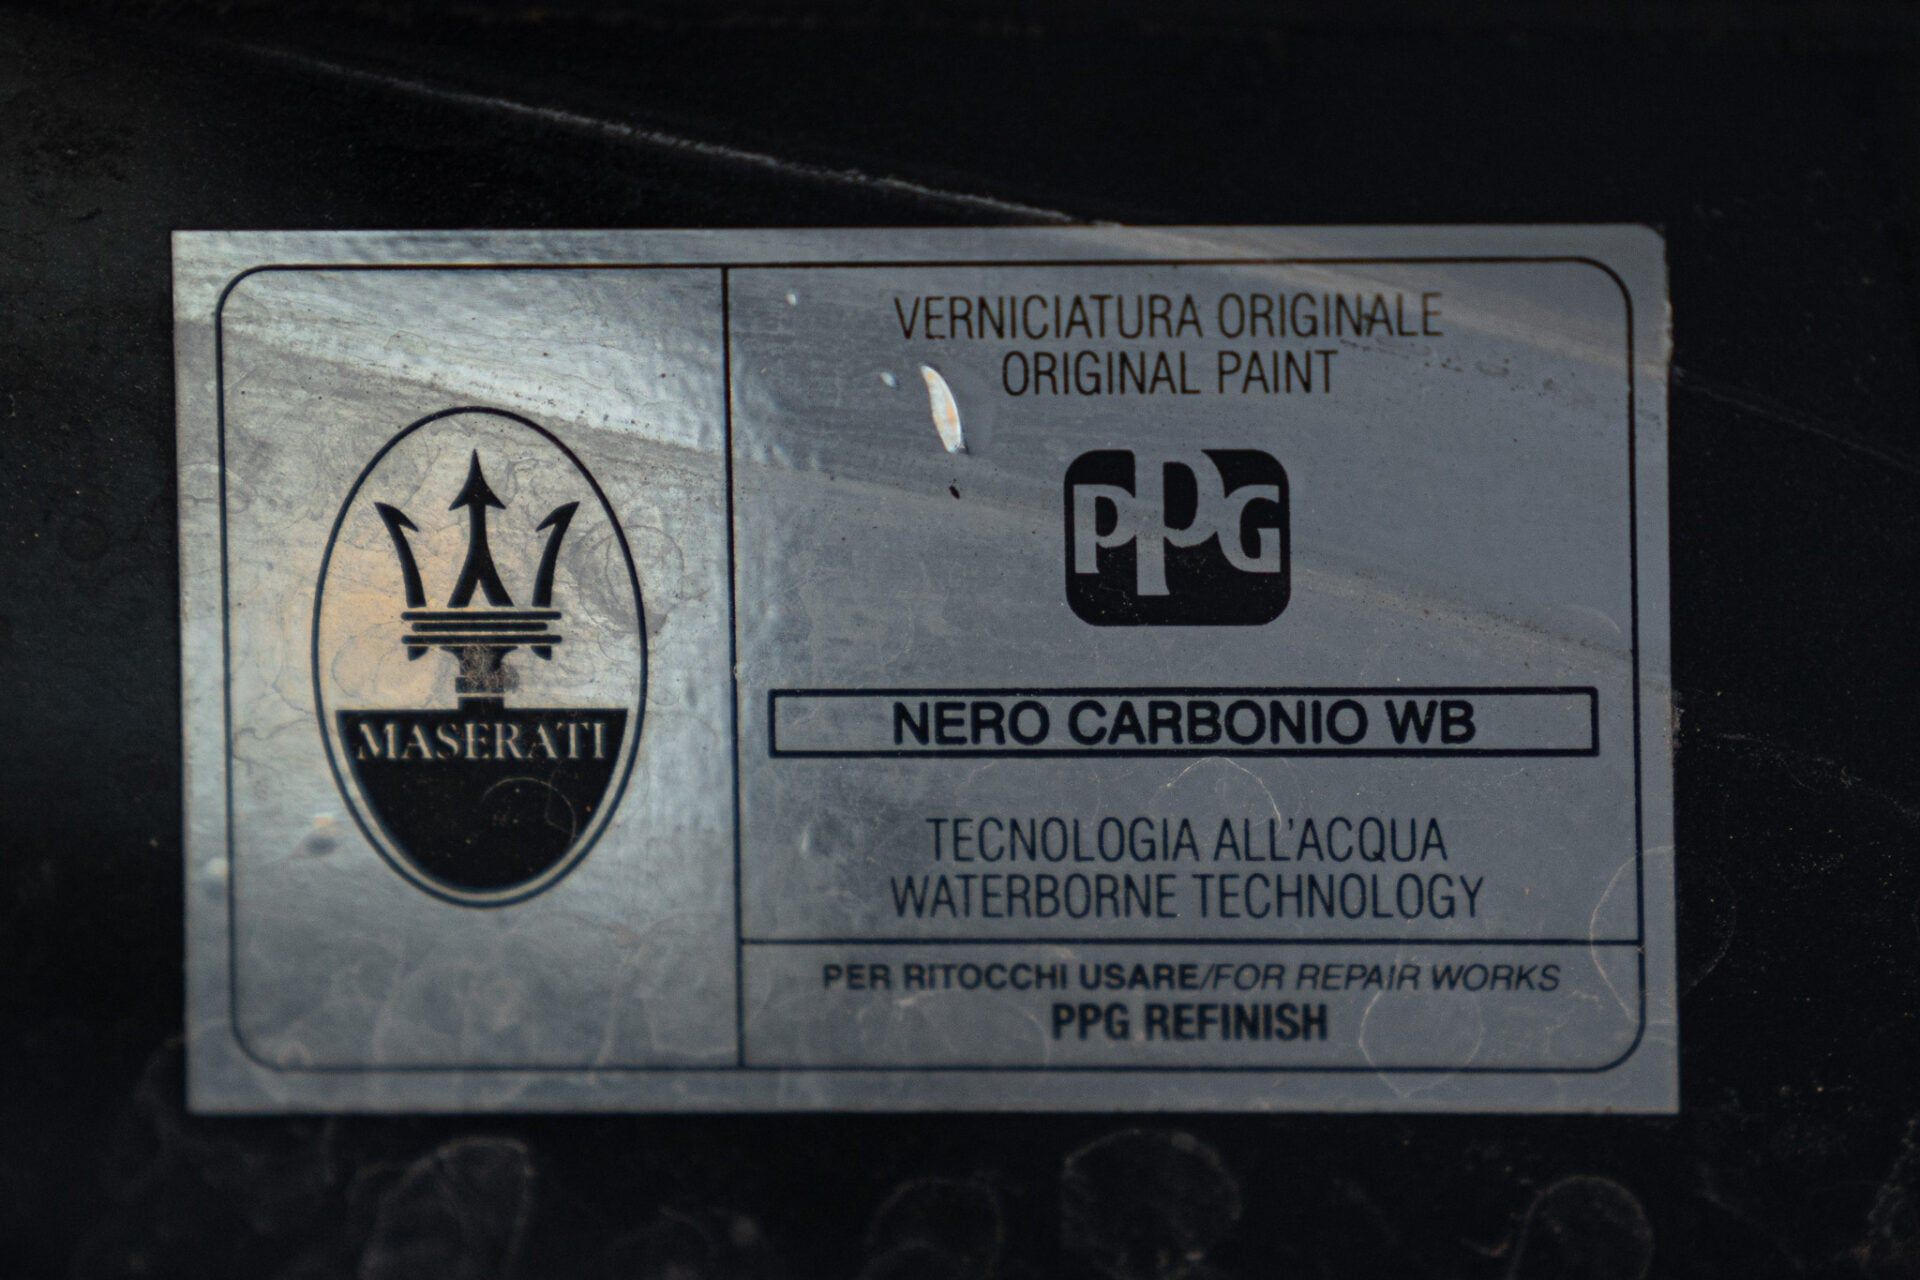 MASERATI
VERNICIATURA ORIGINALE
ORIGINAL PAINT
PPG
NERO CARBONIO WB
TECNOLOGIA ALL'ACQUA
WATERBORNE TECHNOLOGY
PER RITOCCHI USARE/FOR REPAIR WORKS
PPG REFINISH